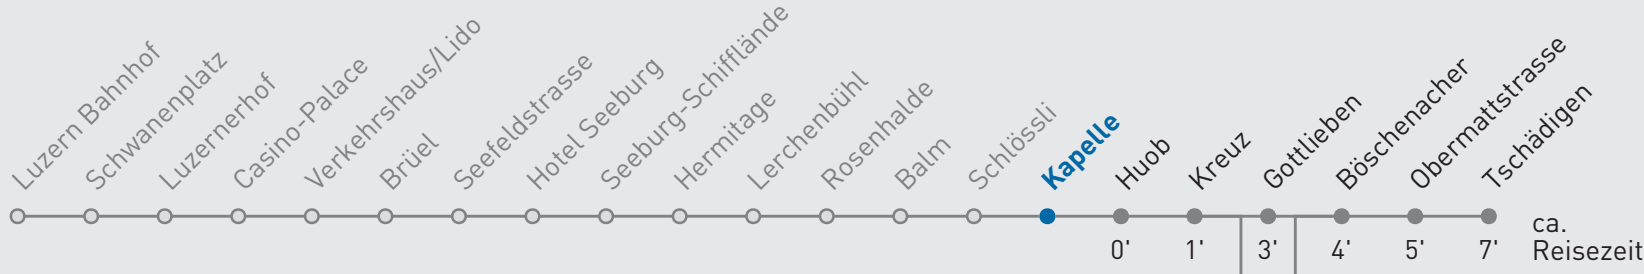 Luzern Bahnhof
Schwanenplatz
Luzernerhof
Casino-Palace
Verkehrshaus/Lido
Brüel
Seefeldstrasse
Hotel Seeburg
Seeburg-Schifflände
Hermitage
Lerchenbühl
Rosenhalde
Balm
Schlössli
Kapelle
Huob
Kreuz
Gottlieben
Böschenacher
Obermattstrasse
Tschädigen
0' 1' 3' 4' 5' 7'
ca.
Reisezeit